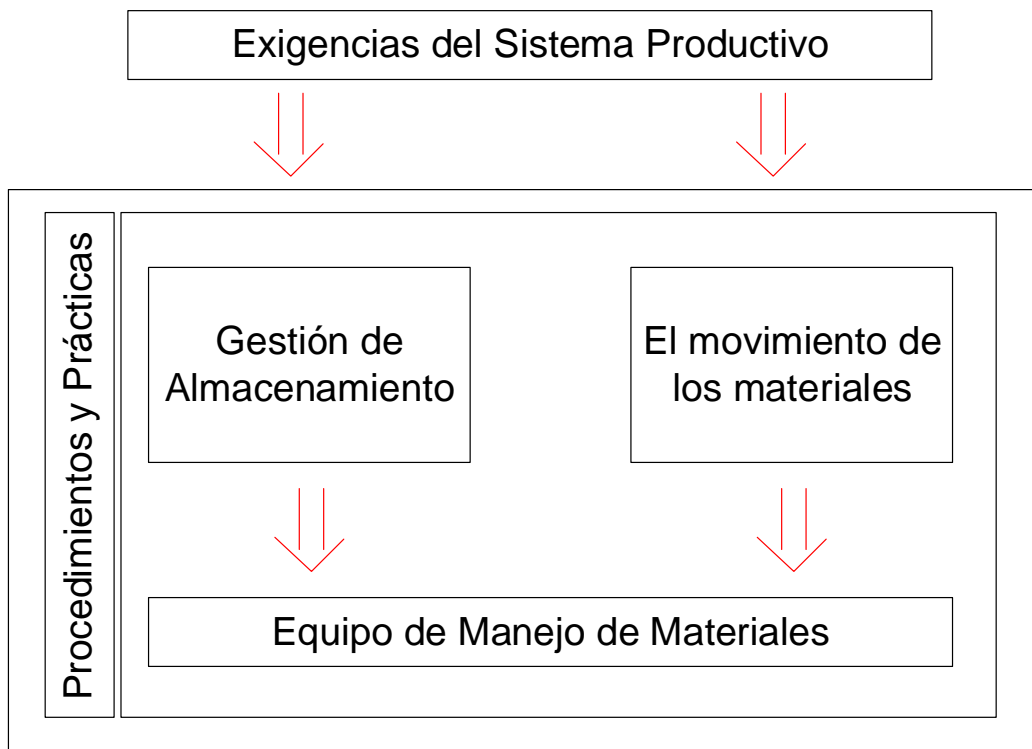 Exigencias del Sistema Productivo
Procedimientos y Prácticas
Gestión de
Almacenamiento
El movimiento de
los materiales
Equipo de Manejo de Materiales